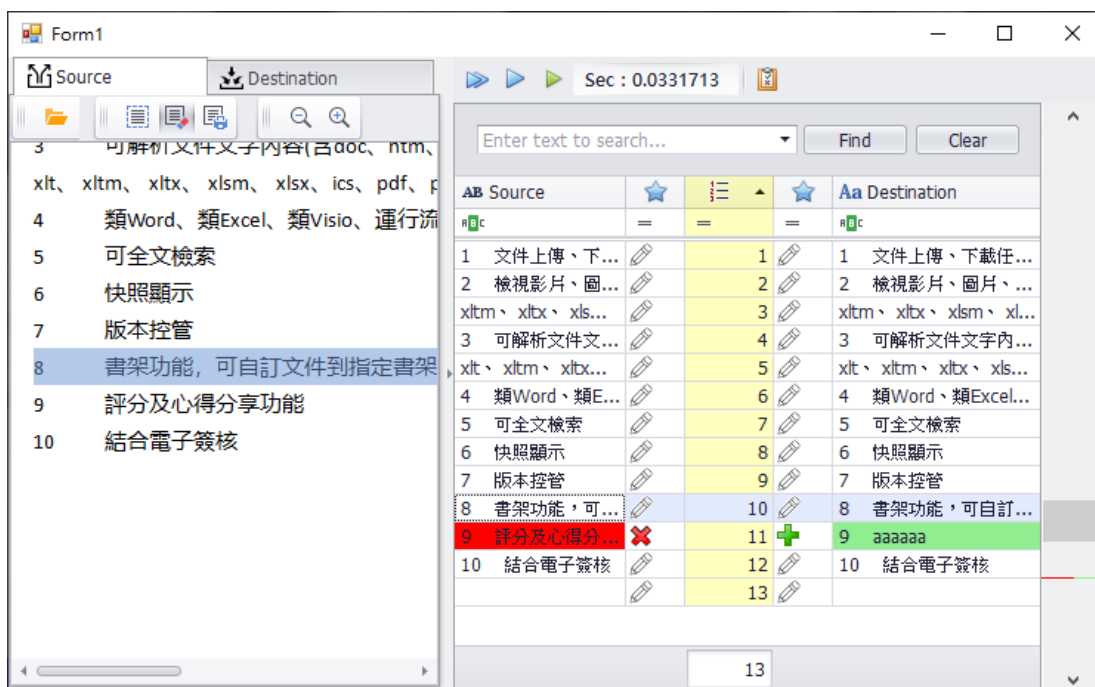 Form1
Source
Destination
Sec : 0.0331713
3 可解析文件文字內容(含doc、htm、
xlt、 xltm、 xltx、 xlsm、 xlsx、 ics、 pdf、
4 類Word、類Excel、類Visio、運行流
5 可全文檢索
6 快照顯示
7 版本控管
8 書架功能，可自訂文件到指定書架
9 評分及心得分享功能
10 結合電子簽核
Enter text to search...
Find
Clear
AB Source
Aa Destination
ABC = = = ABC
1 文件上傳、下... 1 1 文件上傳、下載任...
2 檢視影片、圖... 2 2 檢視影片、圖片、...
xltm、 xltx、 xls... 3 xltm、 xltx、 xlsm、 xl...
3 可解析文件文... 4 3 可解析文件文字內...
xlt、 xltm、 xltx... 5 xlt、 xltm、 xltx、 xls...
4 類Word、類E... 6 4 類Word、類Excel...
5 可全文檢索 7 5 可全文檢索
6 快照顯示 8 6 快照顯示
7 版本控管 9 7 版本控管
8 書架功能，可... 10 8 書架功能，可自訂...
9 評分及心得分... 11 9 aaaaaa
10 結合電子簽核 12 10 結合電子簽核
13
13